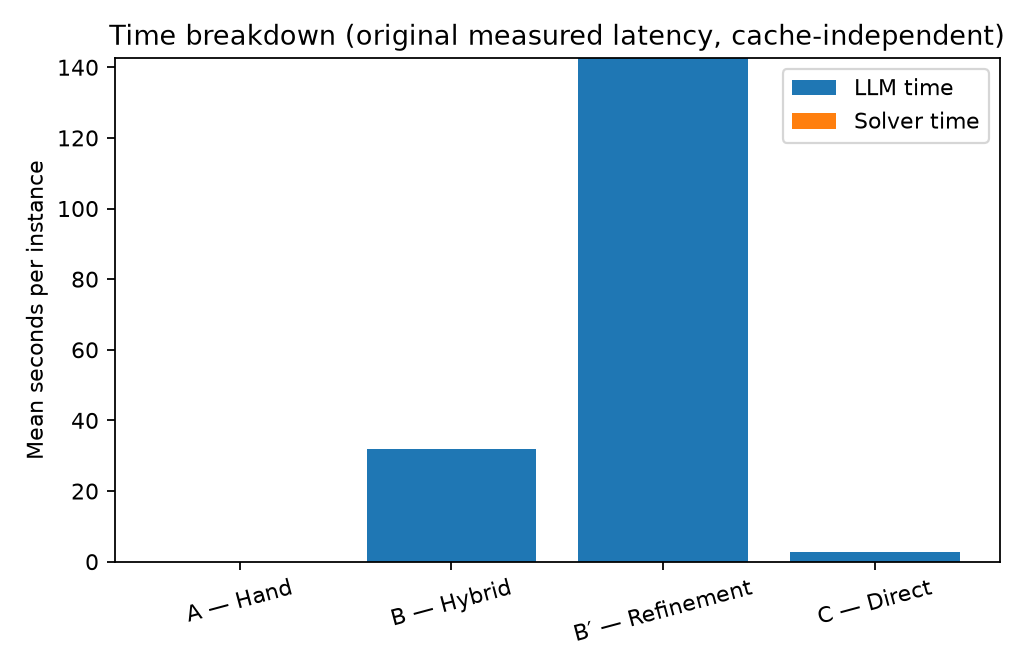 Time breakdown (original measured latency, cache-independent)
LLM time
Solver time
Mean seconds per instance
140
120
100
80
60
40
20
0
A — Hand
B — Hybrid
B′ — Refinement
C — Direct